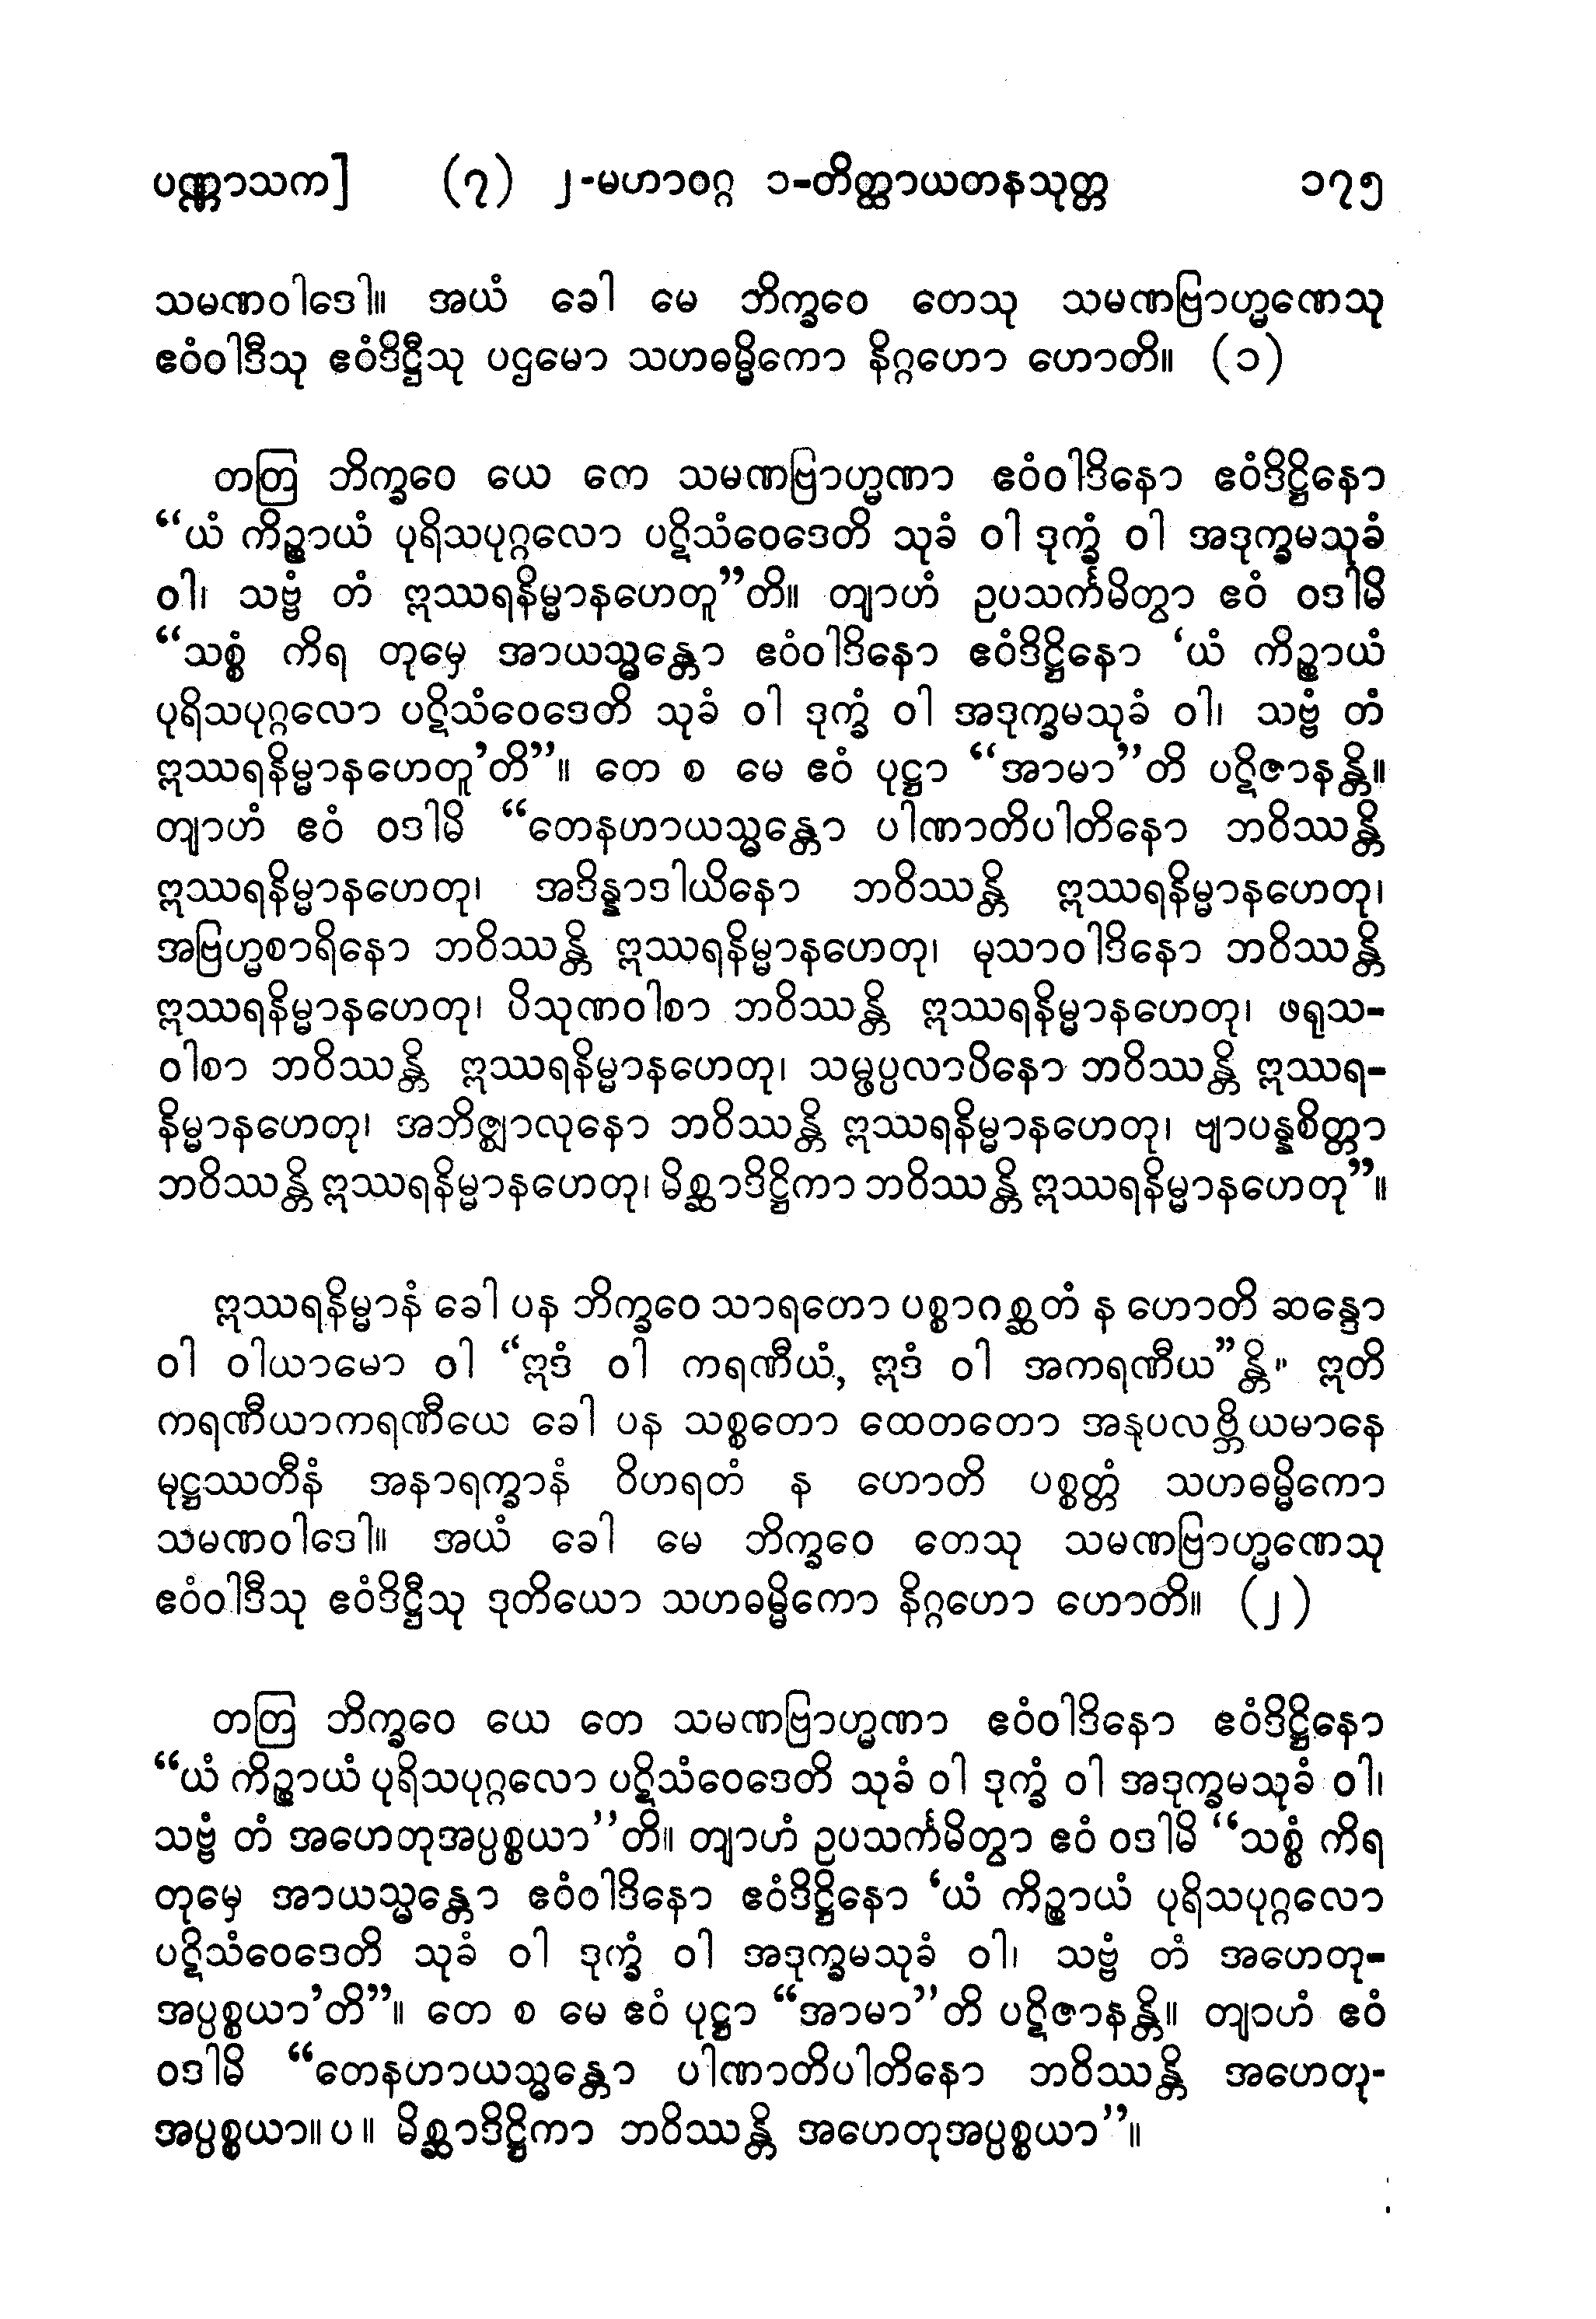 ပဏ္ဏာသက] (၇) ၂-မဟာဝဂ္ဂ ၁-တိတ္ထာယတနသုတ္တ ၁၇၅
သမဏဝါဒေါ။ အယံ ခေါ မေ ဘိက္ခဝေ တေသု သမဏဗြာဟ္မဏေသု
ဧဝံဝါဒီသု ဧဝံဒိဋ္ဌီသု ပဌမော သဟဓမ္မိကော နိဂ္ဂဟော ဟောတိ။ (၁)
တတြ ဘိက္ခဝေ ယေ ကေ သမဏဗြာဟ္မဏာ ဧဝံဝါဒိနော ဧဝံဒိဋ္ဌိနော
“ယံ ကိဉ္စာယံ ပုရိသပုဂ္ဂလော ပဋိသံဝေဒေတိ သုခံ ဝါ ဒုက္ခံ ဝါ အဒုက္ခမသုခံ
ဝါ၊ သဗ္ဗံ တံ ဣဿရနိမ္မာနဟေတူ”တိ။ တျာဟံ ဥပသင်္ကမိတွာ ဧဝံ ဝဒါမိ
“သစ္စံ ကိရ တုမှေ အာယသ္မန္တော ဧဝံဝါဒိနော ဧဝံဒိဋ္ဌိနော ‘ယံ ကိဉ္စာယံ
ပုရိသပုဂ္ဂလော ပဋိသံဝေဒေတိ သုခံ ဝါ ဒုက္ခံ ဝါ အဒုက္ခမသုခံ ဝါ၊ သဗ္ဗံ တံ
ဣဿရနိမ္မာနဟေတူ’တိ”။ တေ စ မေ ဧဝံ ပုဋ္ဌာ “အာမာ”တိ ပဋိဇာနန္တိ။
တျာဟံ ဧဝံ ဝဒါမိ “တေနဟာယသ္မန္တော ပါဏာတိပါတိနော ဘဝိဿန္တိ
ဣဿရနိမ္မာနဟေတု၊ အဒိန္နာဒါယိနော ဘဝိဿန္တိ ဣဿရနိမ္မာနဟေတု၊
အဗြဟ္မစာရိနော ဘဝိဿန္တိ ဣဿရနိမ္မာနဟေတု၊ မုသာဝါဒိနော ဘဝိဿန္တိ
ဣဿရနိမ္မာနဟေတု၊ ပိသုဏဝါစာ ဘဝိဿန္တိ ဣဿရနိမ္မာနဟေတု၊ ဖရုသ-
ဝါစာ ဘဝိဿန္တိ ဣဿရနိမ္မာနဟေတု၊ သမ္ဖပ္ပလာပိနော ဘဝိဿန္တိ ဣဿရ-
နိမ္မာနဟေတု၊ အဘိဇ္ဈာလုနော ဘဝိဿန္တိ ဣဿရနိမ္မာနဟေတု၊ ဗျာပန္နစိတ္တာ
ဘဝိဿန္တိ ဣဿရနိမ္မာနဟေတု၊ မိစ္ဆာဒိဋ္ဌိကာ ဘဝိဿန္တိ ဣဿရနိမ္မာနဟေတု”။
ဣဿရနိမ္မာနံ ခေါ ပန ဘိက္ခဝေ သာရတော ပစ္စာဂစ္ဆတံ န ဟောတိ ဆန္ဒော
ဝါ ဝါယာမော ဝါ “ဣဒံ ဝါ ကရဏီယံ, ဣဒံ ဝါ အကရဏီယ”န္တိ။ ဣတိ
ကရဏီယာကရဏီယေ ခေါ ပန သစ္စတော ထေတတော အနုပလဗ္ဘိယမာနေ
မုဋ္ဌဿတီနံ အနာရက္ခာနံ ဝိဟရတံ န ဟောတိ ပစ္စတ္တံ သဟဓမ္မိကော
သမဏဝါဒေါ။ အယံ ခေါ မေ ဘိက္ခဝေ တေသု သမဏဗြာဟ္မဏေသု
ဧဝံဝါဒီသု ဧဝံဒိဋ္ဌီသု ဒုတိယော သဟဓမ္မိကော နိဂ္ဂဟော ဟောတိ။ (၂)
တတြ ဘိက္ခဝေ ယေ တေ သမဏဗြာဟ္မဏာ ဧဝံဝါဒိနော ဧဝံဒိဋ္ဌိနော
“ယံ ကိဉ္စာယံ ပုရိသပုဂ္ဂလော ပဋိသံဝေဒေတိ သုခံ ဝါ ဒုက္ခံ ဝါ အဒုက္ခမသုခံ ဝါ၊
သဗ္ဗံ တံ အဟေတုအပ္ပစ္စယာ”တိ။ တျာဟံ ဥပသင်္ကမိတွာ ဧဝံ ဝဒါမိ “သစ္စံ ကိရ
တုမှေ အာယသ္မန္တော ဧဝံဝါဒိနော ဧဝံဒိဋ္ဌိနော ‘ယံ ကိဉ္စာယံ ပုရိသပုဂ္ဂလော
ပဋိသံဝေဒေတိ သုခံ ဝါ ဒုက္ခံ ဝါ အဒုက္ခမသုခံ ဝါ၊ သဗ္ဗံ တံ အဟေတု-
အပ္ပစ္စယာ’တိ”။ တေ စ မေ ဧဝံ ပုဋ္ဌာ “အာမာ”တိ ပဋိဇာနန္တိ။ တျာဟံ ဧဝံ
ဝဒါမိ “တေနဟာယသ္မန္တော ပါဏာတိပါတိနော ဘဝိဿန္တိ အဟေတု-
အပ္ပစ္စယာ။ ပ ။ မိစ္ဆာဒိဋ္ဌိကာ ဘဝိဿန္တိ အဟေတုအပ္ပစ္စယာ”။